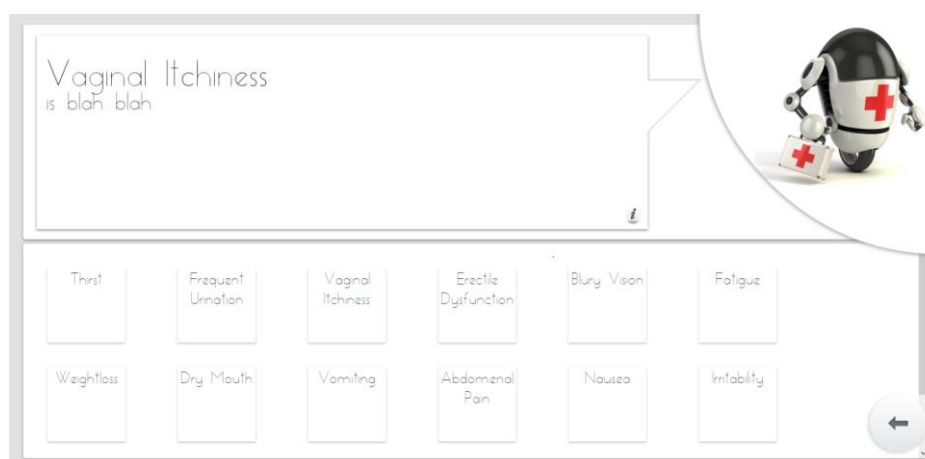 Vaginal Itchiness
is blah blah
i
Thirst
Frequent
Urination
Vaginal
Itchiness
Erectile
Dysfunction
Blury Vision
Fatigue
Weightloss
Dry Mouth
Vomiting
Abdomenal
Pain
Nausea
Irritability